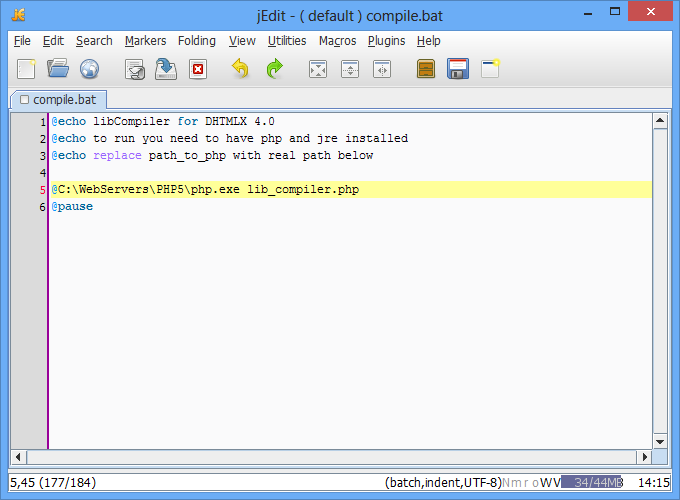 jEdit - ( default ) compile.bat
File Edit Search Markers Folding View Utilities Macros Plugins Help
compile.bat
1 @echo libCompiler for DHTMLX 4.0
2 @echo to run you need to have php and jre installed
3 @echo replace path_to_php with real path below
4
5 @C:\WebServers\PHP5\php.exe lib_compiler.php
6 @pause
5,45 (177/184) (batch,indent,UTF-8)NmroWV 34/44MB 14:15